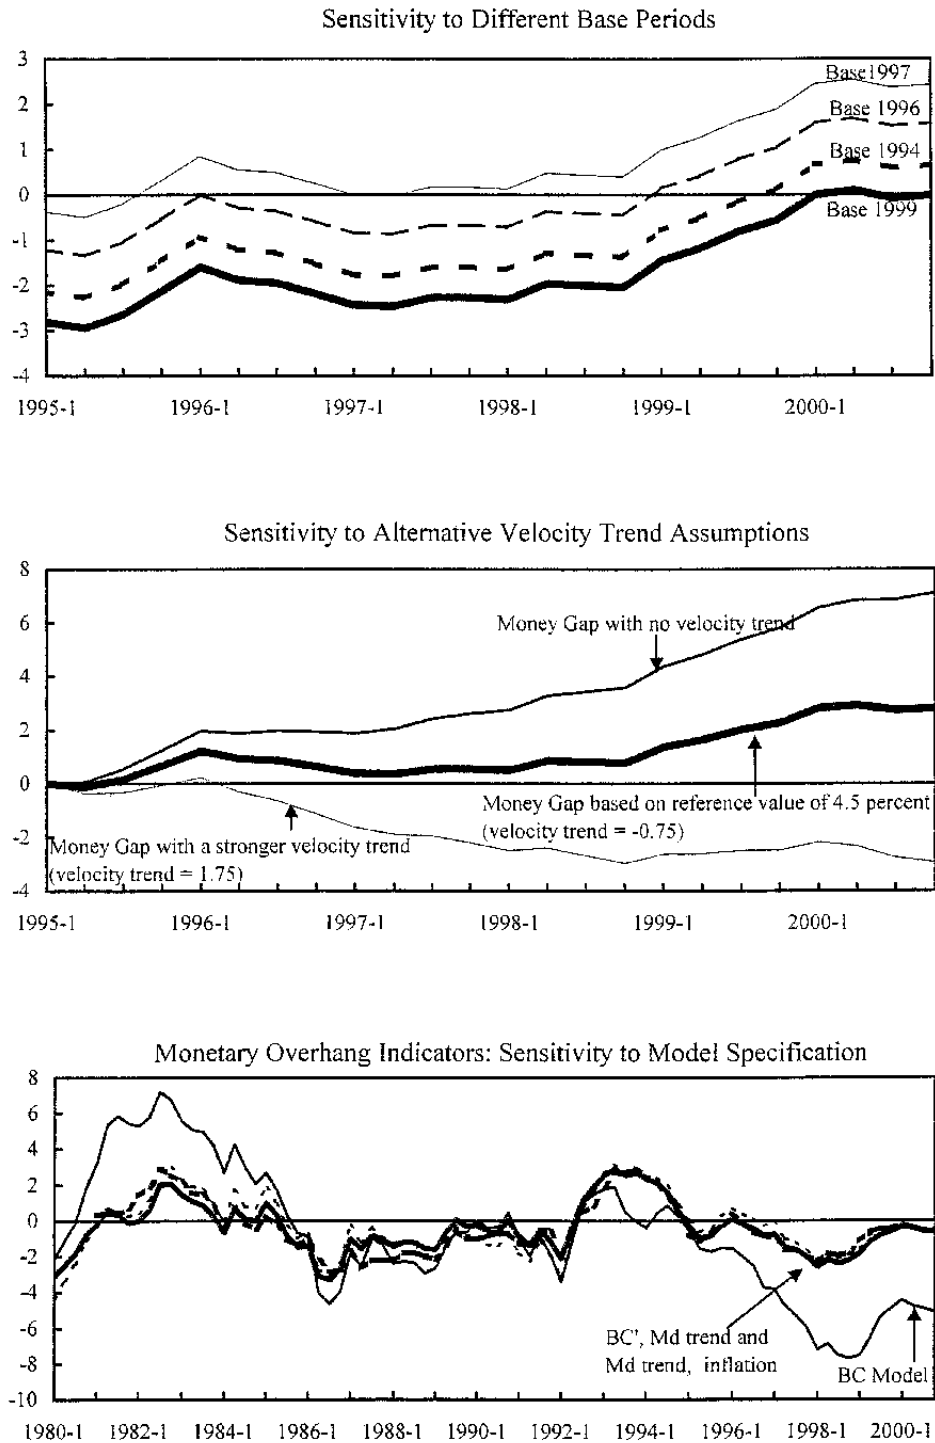 Sensitivity to Different Base Periods
3
Base1997
2
Base 1996
1
Base 1994
0
Base 1999
-1
-2
-3
-4
1995-1 1996-1 1997-1 1998-1 1999-1 2000-1
Sensitivity to Alternative Velocity Trend Assumptions
8
6
Money Gap with no velocity trend
4
2
0
Money Gap based on reference value of 4.5 percent
(velocity trend = -0.75)
-2
Money Gap with a stronger velocity trend
(velocity trend = 1.75)
-4
1995-1 1996-1 1997-1 1998-1 1999-1 2000-1
Monetary Overhang Indicators: Sensitivity to Model Specification
8
6
4
2
0
-2
-4
-6
BC', Md trend and
Md trend, inflation
-8
BC Model
-10
1980-1 1982-1 1984-1 1986-1 1988-1 1990-1 1992-1 1994-1 1996-1 1998-1 2000-1